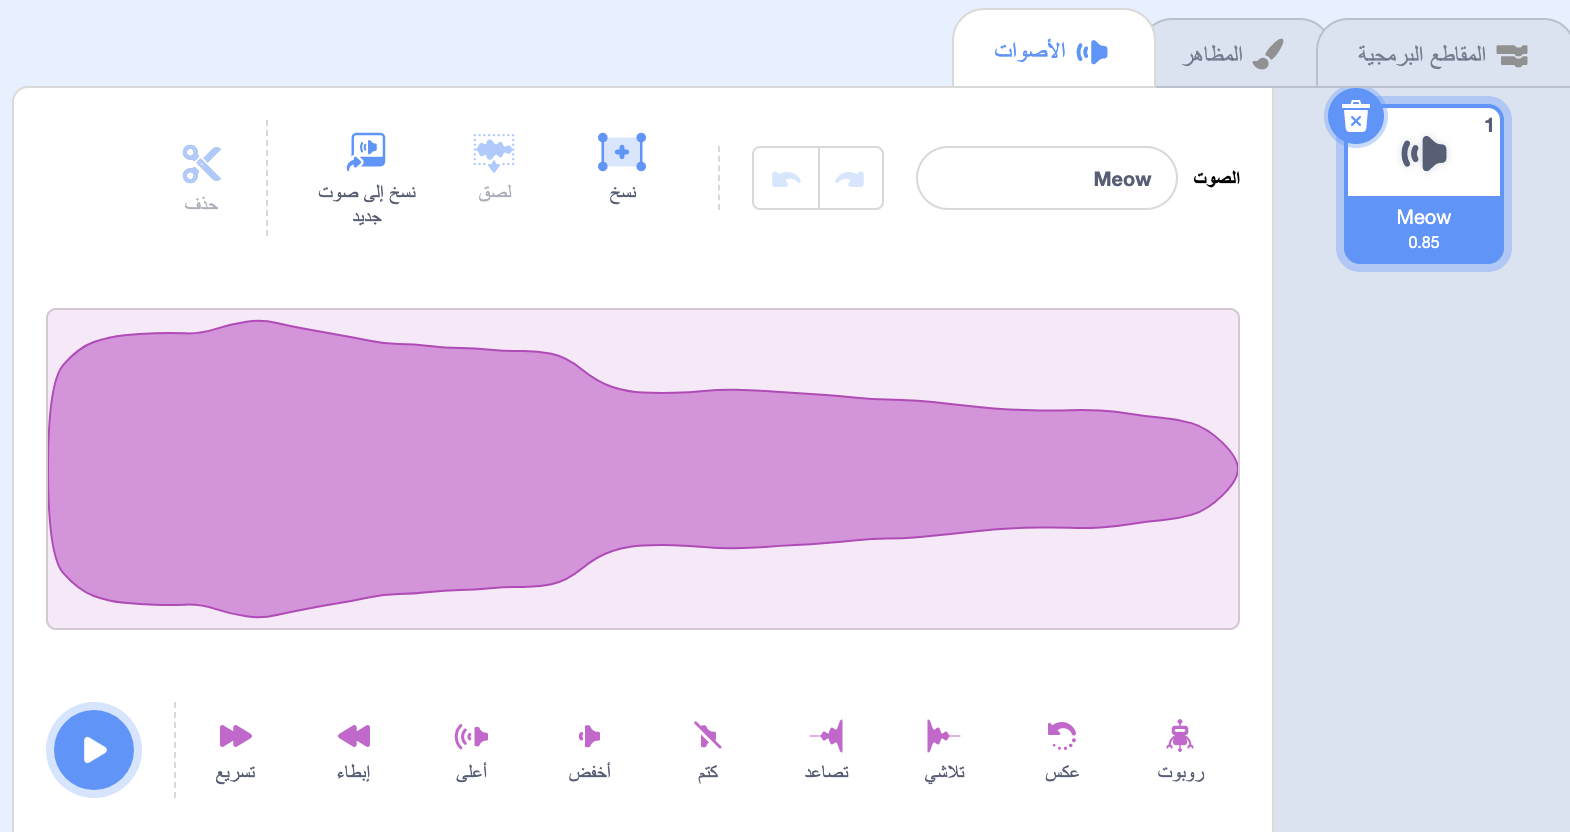 المقاطع البرمجية
المظاهر
الأصوات
1
Meow
0.85
الصوت
Meow
نسخ
لصق
نسخ إلى صوت
جديد
حذف
روبوت
عكس
تلاشي
تصاعد
كتم
أخفض
أعلى
إبطاء
تسريع